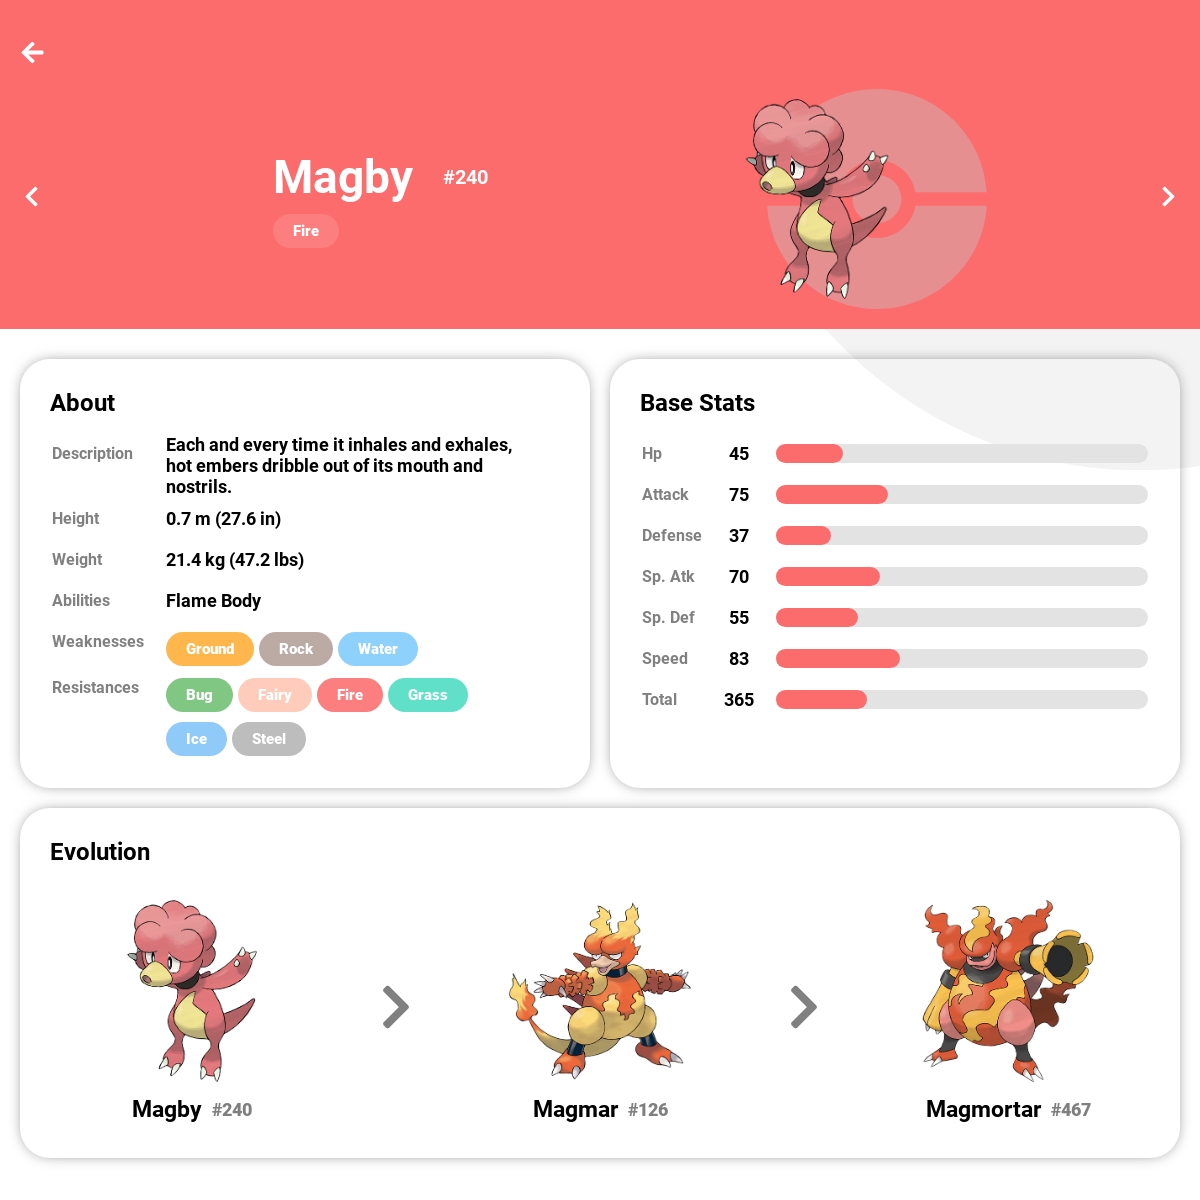 Magby #240
Fire
About
Description Each and every time it inhales and exhales,
hot embers dribble out of its mouth and
nostrils.
Height 0.7 m (27.6 in)
Weight 21.4 kg (47.2 lbs)
Abilities Flame Body
Weaknesses Ground Rock Water
Resistances Bug Fairy Fire Grass
Ice Steel
Base Stats
Hp 45
Attack 75
Defense 37
Sp. Atk 70
Sp. Def 55
Speed 83
Total 365
Evolution
Magby #240
Magmar #126
Magmortar #467